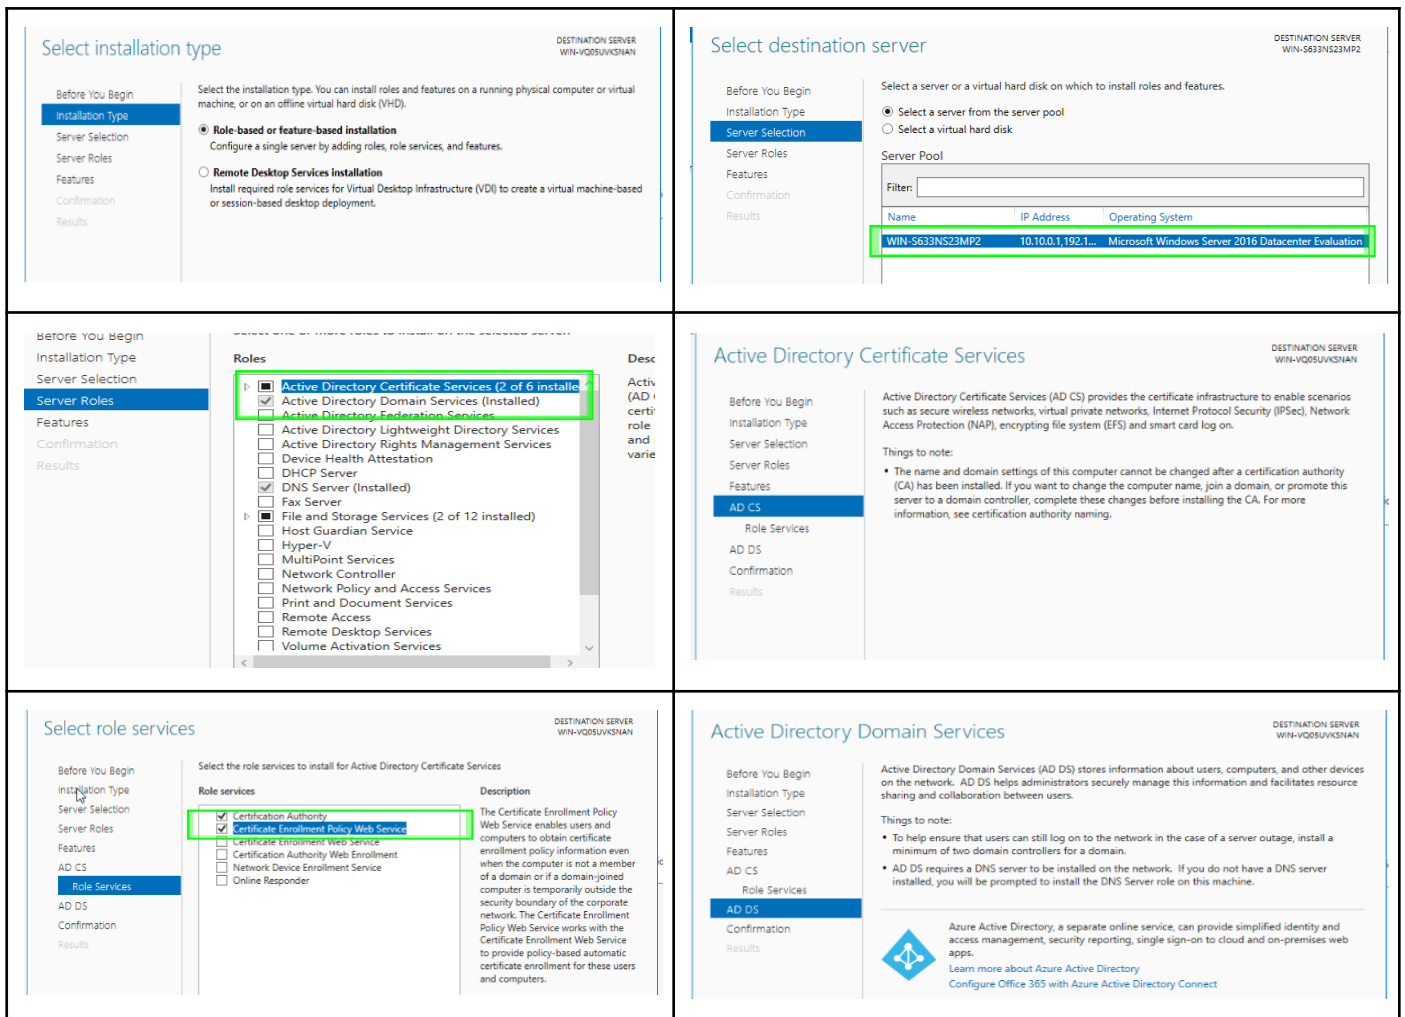 Select installation type
DESTINATION SERVER
WIN-VQ05UVKSNAN
Before You Begin
Installation Type
Server Selection
Server Roles
Features
Confirmation
Results
Select the installation type. You can install roles and features on a running physical computer or virtual
machine, or on an offline virtual hard disk (VHD).
Role-based or feature-based installation
Configure a single server by adding roles, role services, and features.
Remote Desktop Services installation
Install required role services for Virtual Desktop Infrastructure (VDI) to create a virtual machine-based
or session-based desktop deployment.
Select destination server
DESTINATION SERVER
WIN-S633NS23MP2
Before You Begin
Installation Type
Server Selection
Server Roles
Features
Confirmation
Results
Select a server or a virtual hard disk on which to install roles and features.
Select a server from the server pool
Select a virtual hard disk
Server Pool
Filter:
Name IP Address Operating System
WIN-S633NS23MP2 10.10.0.1,192.1... Microsoft Windows Server 2016 Datacenter Evaluation
Before You Begin
Installation Type
Server Selection
Server Roles
Features
Confirmation
Results
Select one or more roles to install on the selected server
Roles
Active Directory Certificate Services (2 of 6 installe
Active Directory Domain Services (Installed)
Active Directory Federation Services
Active Directory Lightweight Directory Services
Active Directory Rights Management Services
Device Health Attestation
DHCP Server
DNS Server (Installed)
Fax Server
File and Storage Services (2 of 12 installed)
Host Guardian Service
Hyper-V
MultiPoint Services
Network Controller
Network Policy and Access Services
Print and Document Services
Remote Access
Remote Desktop Services
Volume Activation Services
Desc
Activ
(AD
certi
role
and
varie
Active Directory Certificate Services
DESTINATION SERVER
WIN-VQ05UVKSNAN
Before You Begin
Installation Type
Server Selection
Server Roles
Features
AD CS
Role Services
AD DS
Confirmation
Results
Active Directory Certificate Services (AD CS) provides the certificate infrastructure to enable scenarios
such as secure wireless networks, virtual private networks, Internet Protocol Security (IPSec), Network
Access Protection (NAP), encrypting file system (EFS) and smart card log on.
Things to note:
• The name and domain settings of this computer cannot be changed after a certification authority
(CA) has been installed. If you want to change the computer name, join a domain, or promote this
server to a domain controller, complete these changes before installing the CA. For more
information, see certification authority naming.
Select role services
DESTINATION SERVER
WIN-VQ05UVKSNAN
Before You Begin
Installation Type
Server Selection
Server Roles
Features
AD CS
Role Services
AD DS
Confirmation
Results
Select the role services to install for Active Directory Certificate Services
Role services
Certification Authority
Certificate Enrollment Policy Web Service
Certificate Enrollment Web Service
Certification Authority Web Enrollment
Network Device Enrollment Service
Online Responder
Description
The Certificate Enrollment Policy
Web Service enables users and
computers to obtain certificate
enrollment policy information even
when the computer is not a member
of a domain or if a domain-joined
computer is temporarily outside the
security boundary of the corporate
network. The Certificate Enrollment
Policy Web Service works with the
Certificate Enrollment Web Service
to provide policy-based automatic
certificate enrollment for these users
and computers.
Active Directory Domain Services
DESTINATION SERVER
WIN-VQ05UVKSNAN
Before You Begin
Installation Type
Server Selection
Server Roles
Features
AD CS
Role Services
AD DS
Confirmation
Results
Active Directory Domain Services (AD DS) stores information about users, computers, and other devices
on the network. AD DS helps administrators securely manage this information and facilitates resource
sharing and collaboration between users.
Things to note:
• To help ensure that users can still log on to the network in the case of a server outage, install a
minimum of two domain controllers for a domain.
• AD DS requires a DNS server to be installed on the network. If you do not have a DNS server
installed, you will be prompted to install the DNS Server role on this machine.
Azure Active Directory, a separate online service, can provide simplified identity and
access management, security reporting, single sign-on to cloud and on-premises web
apps.
Learn more about Azure Active Directory
Configure Office 365 with Azure Active Directory Connect